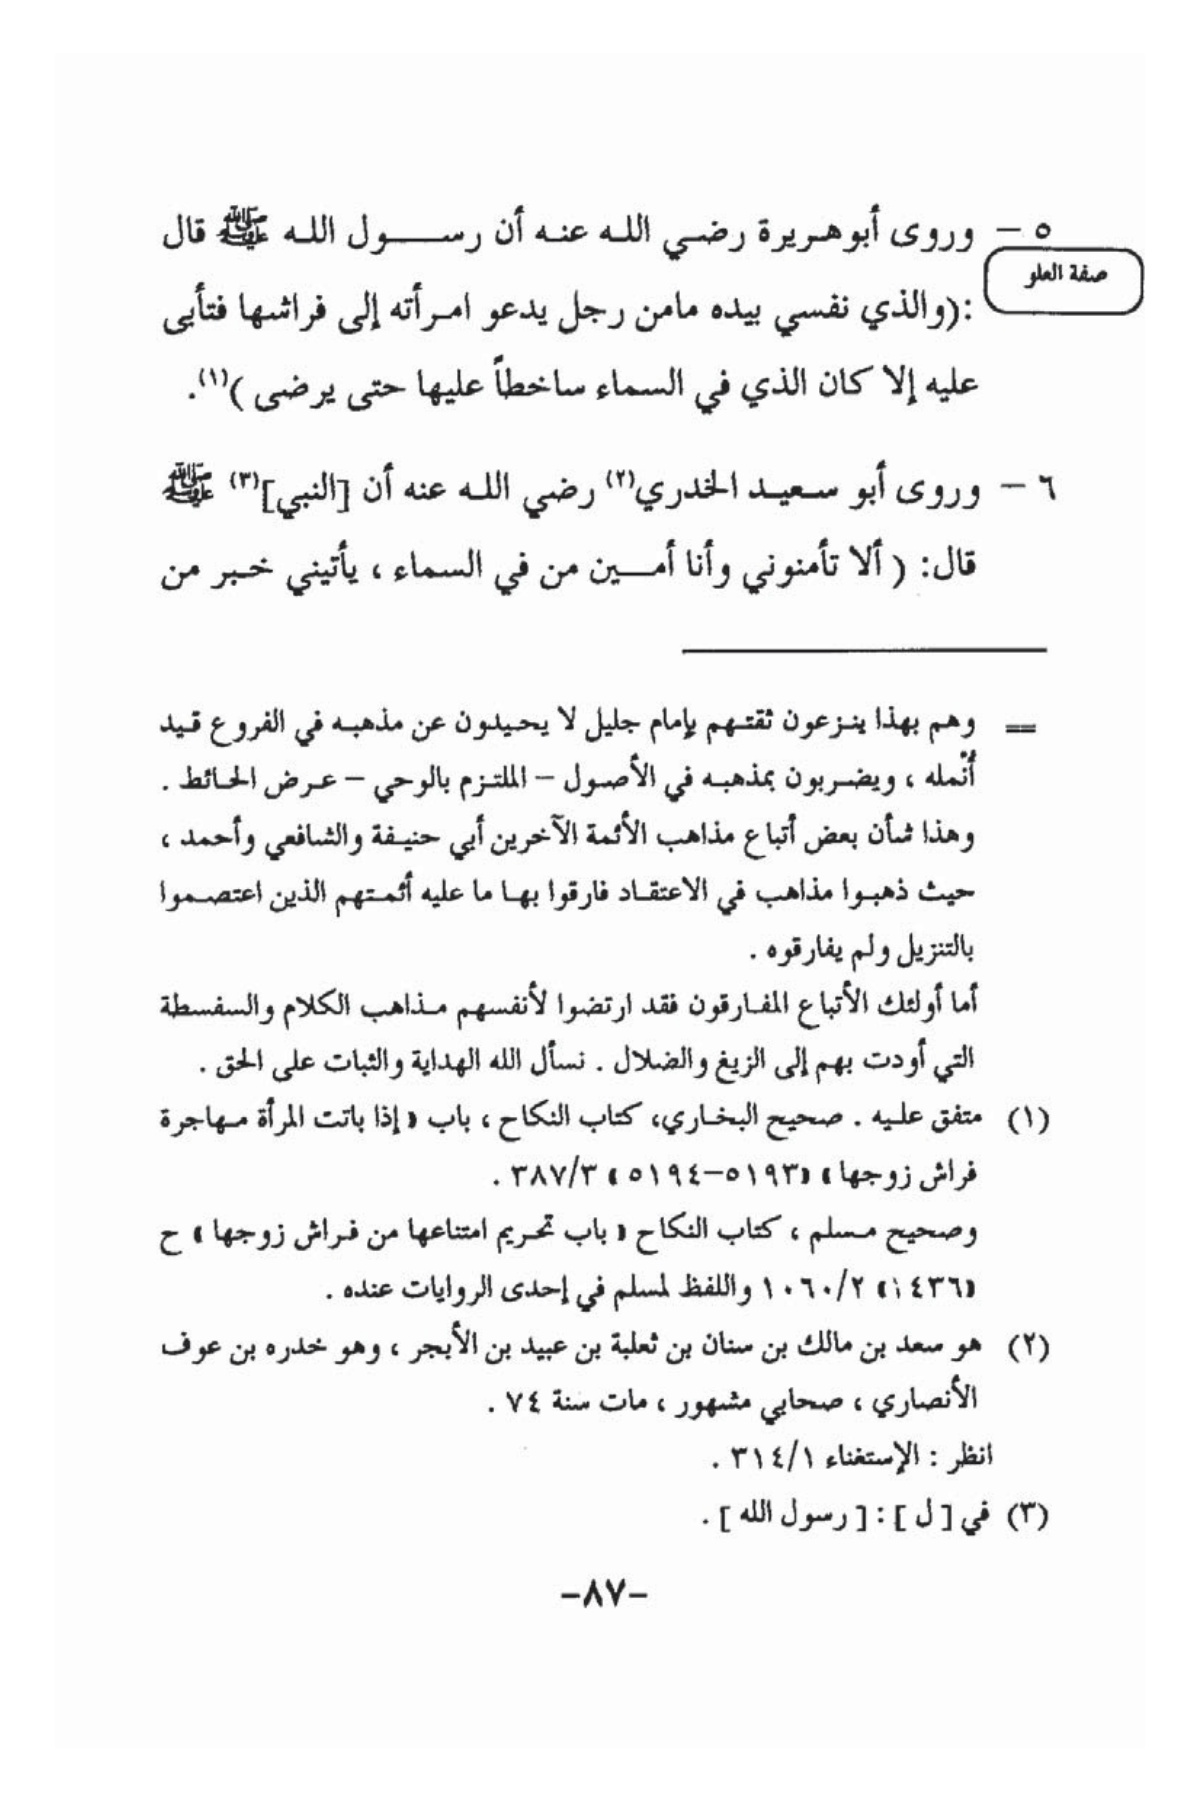 ٥ – وروى أبوهريرة رضي الله عنه أن رسول الله ﷺ قال
صفة العلو
:(والذي نفسي بيده مامن رجل يدعو امرأته إلى فراشها فتأبى
عليه إلا كان الذي في السماء ساخطاً عليها حتى يرضى )(١).
٦ – وروى أبو سعيد الخدري(٢) رضي الله عنه أن [النبي](٣) ﷺ
قال: ( ألا تأمنوني وأنا أمين من في السماء ، يأتيني خبر من
== وهم بهذا ينزعون ثقتهم بإمام جليل لا يحيدون عن مذهبه في الفروع قيد
أُنْمله ، ويضربون بمذهبه في الأصول – الملتزم بالوحي – عرض الحائط .
وهذا شأن بعض أتباع مذاهب الأئمة الآخرين أبي حنيفة والشافعي وأحمد ،
حيث ذهبوا مذاهب في الاعتقاد فارقوا بها ما عليه أئمتهم الذين اعتصموا
بالتنزيل ولم يفارقوه .
أما أولئك الأتباع المفارقون فقد ارتضوا لأنفسهم مذاهب الكلام والسفسطة
التي أودت بهم إلى الزيغ والضلال . نسأل الله الهداية والثبات على الحق .
(١) متفق عليه . صحيح البخاري، كتاب النكاح ، باب « إذا باتت المرأة مهاجرة
فراش زوجها » «٥١٩٣–٥١٩٤ » ٣٨٧/٣ .
وصحيح مسلم ، كتاب النكاح « باب تحريم امتناعها من فراش زوجها » ح
«١٤٣٦» ١٠٦٠/٢ واللفظ لمسلم في إحدى الروايات عنده .
(٢) هو سعد بن مالك بن سنان بن ثعلبة بن عبيد بن الأبجر ، وهو خدره بن عوف
الأنصاري ، صحابي مشهور ، مات سنة ٧٤ .
انظر : الإستغناء ٣١٤/١ .
(٣) في [ ل ] : [ رسول الله ] .
-٨٧-